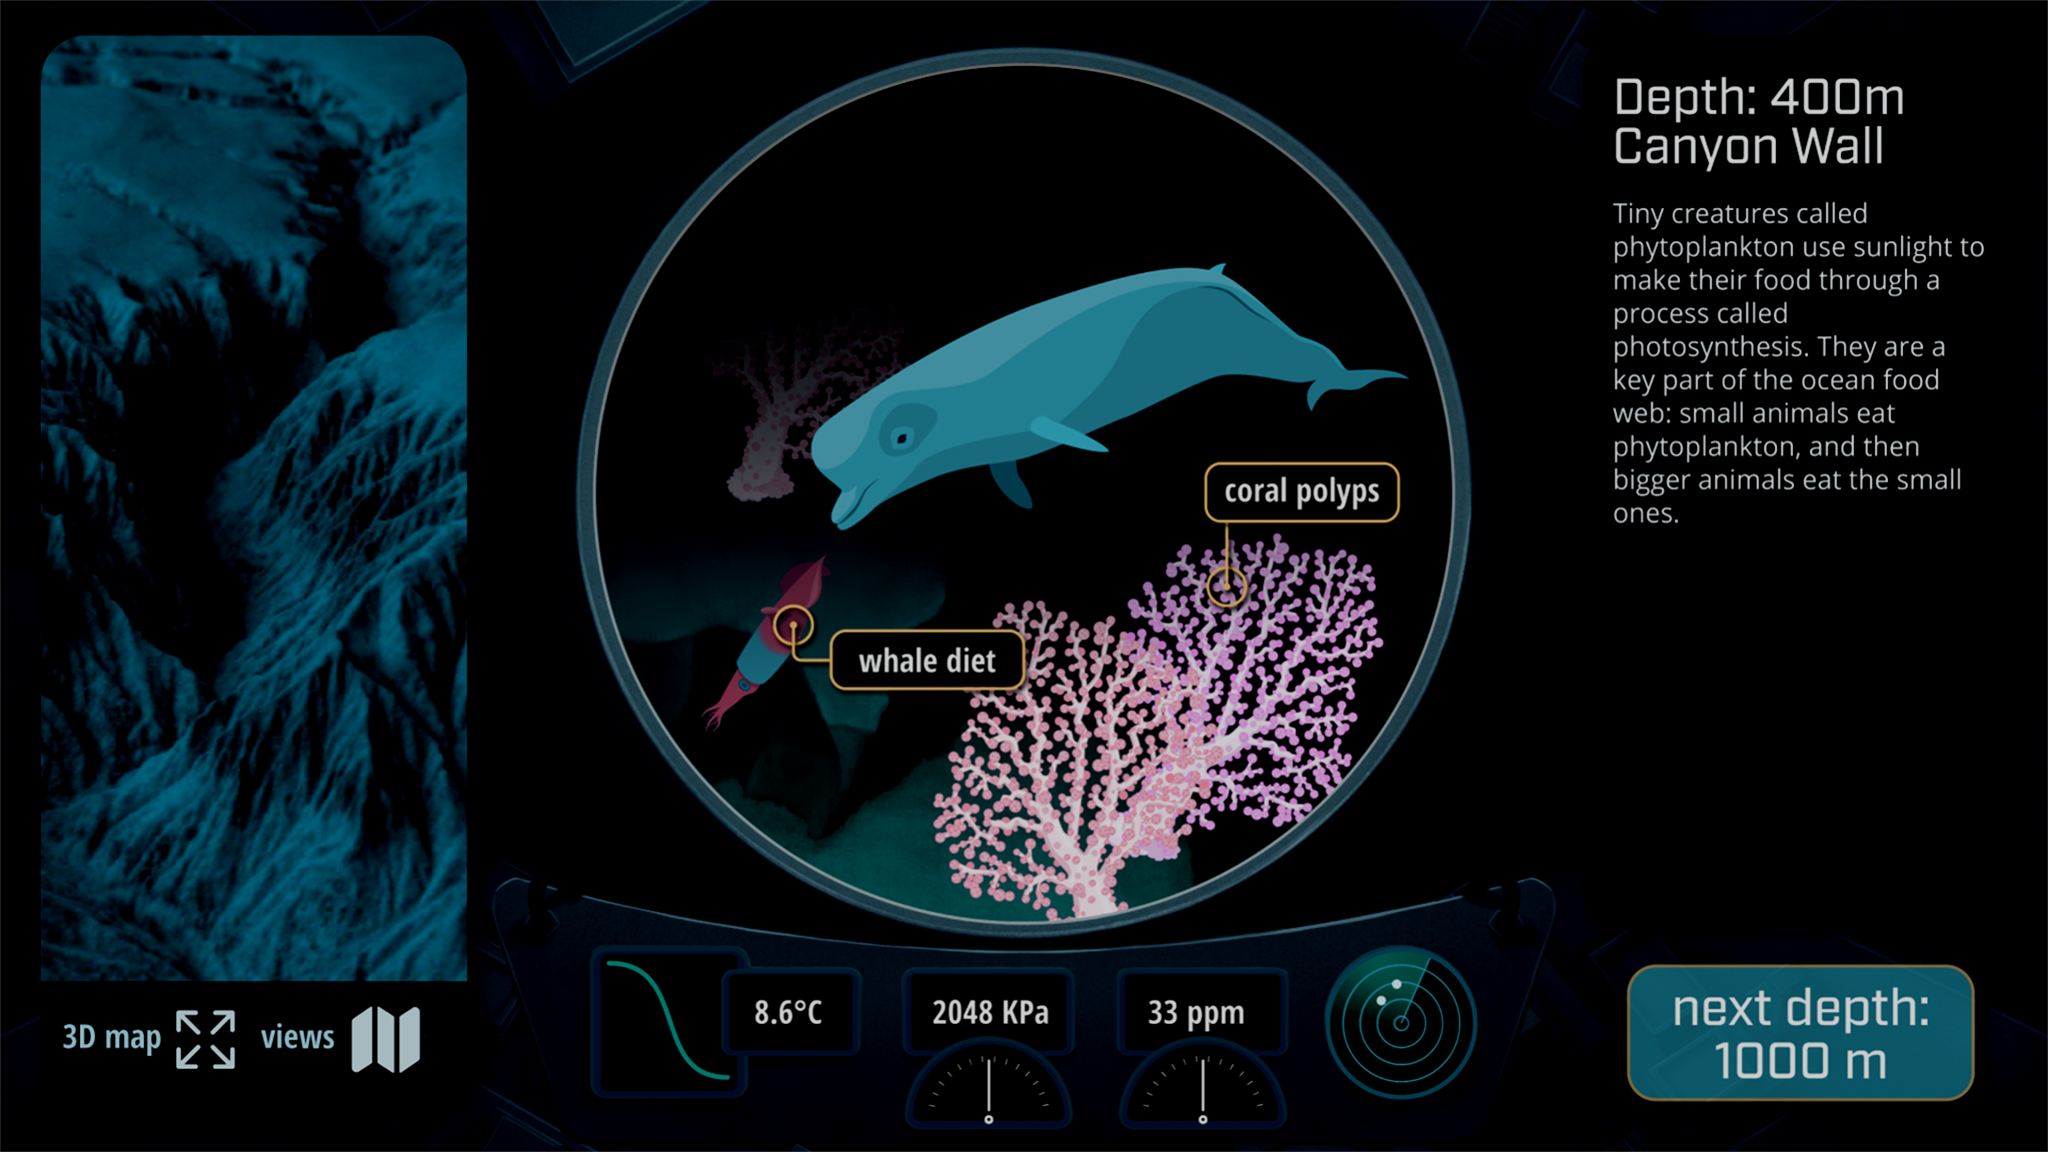 Depth: 400m
Canyon Wall
Tiny creatures called
phytoplankton use sunlight to
make their food through a
process called
photosynthesis. They are a
key part of the ocean food
web: small animals eat
phytoplankton, and then
bigger animals eat the small
ones.
coral polyps
whale diet
3D map
views
8.6°C
2048 KPa
33 ppm
next depth:
1000 m